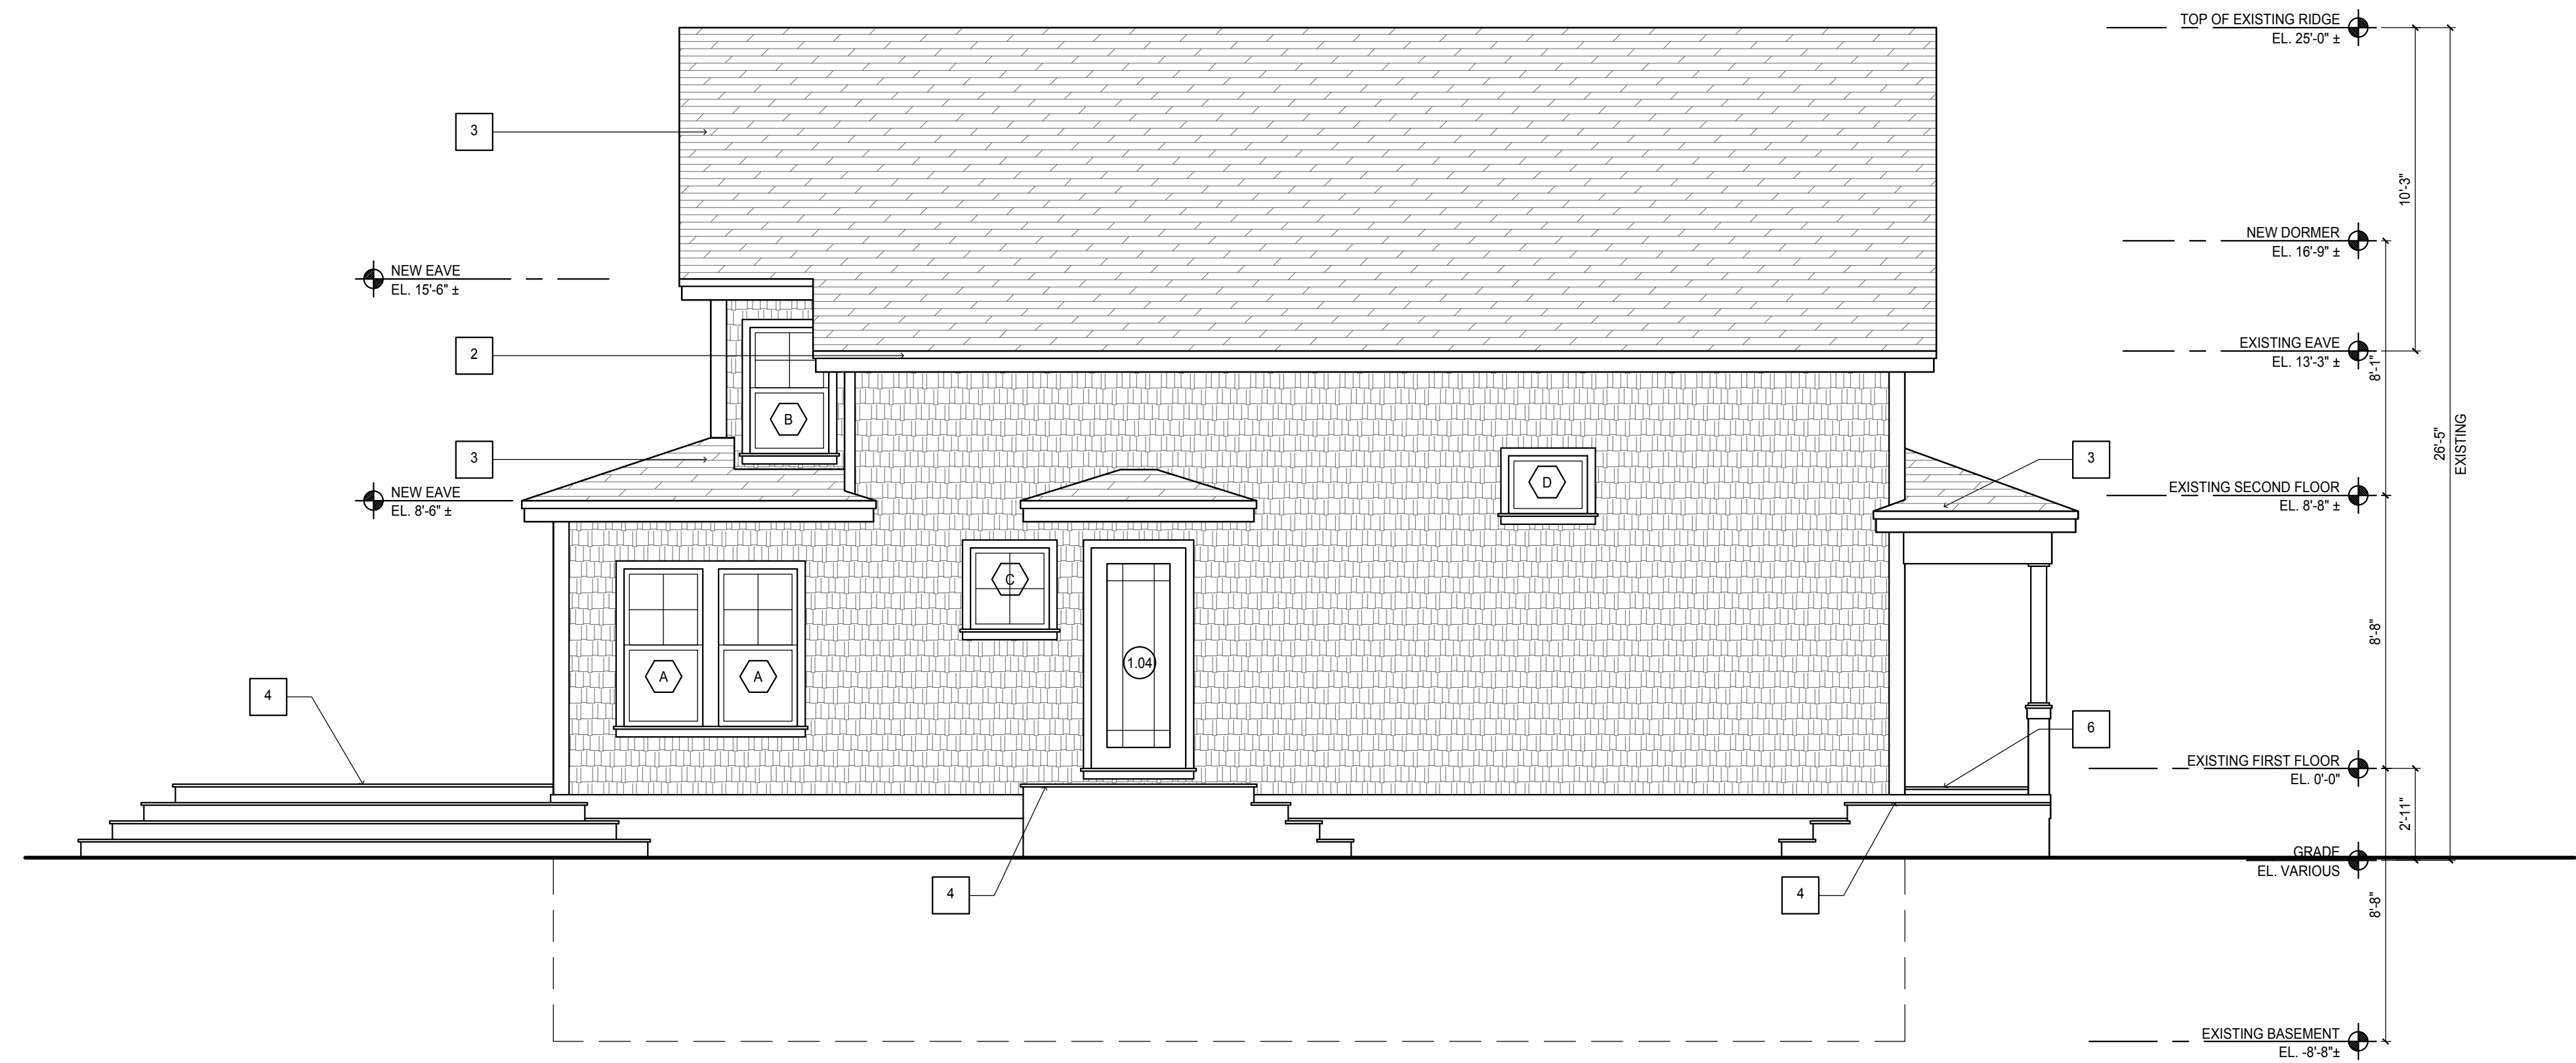 TOP OF EXISTING RIDGE
EL. 25'-0" ±
3
10'-3"
NEW DORMER
EL. 16'-9" ±
NEW EAVE
EL. 15'-6" ±
2
EXISTING EAVE
EL. 13'-3" ±
8'-1"
B
26'-5"
EXISTING
3
3
D
EXISTING SECOND FLOOR
EL. 8'-8" ±
NEW EAVE
EL. 8'-6" ±
C
8'-8"
1.04
A
A
4
6
EXISTING FIRST FLOOR
EL. 0'-0"
2'-11"
GRADE
EL. VARIOUS
4
4
8'-8"
EXISTING BASEMENT
EL. -8'-8"±